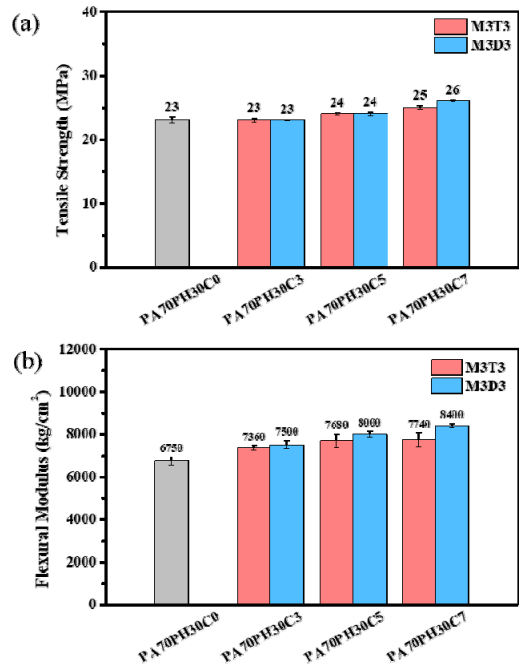 (a)
M3T3
M3D3
Tensile Strength (MPa)
40
30
20
10
0
23
23
23
24
24
25
26
PA70PH30C0
PA70PH30C3
PA70PH30C5
PA70PH30C7
(b)
M3T3
M3D3
Flexural Modulus (kg/cm²)
12000
10000
8000
6000
4000
2000
0
6750
7360
7500
7680
8000
7740
8400
PA70PH30C0
PA70PH30C3
PA70PH30C5
PA70PH30C7